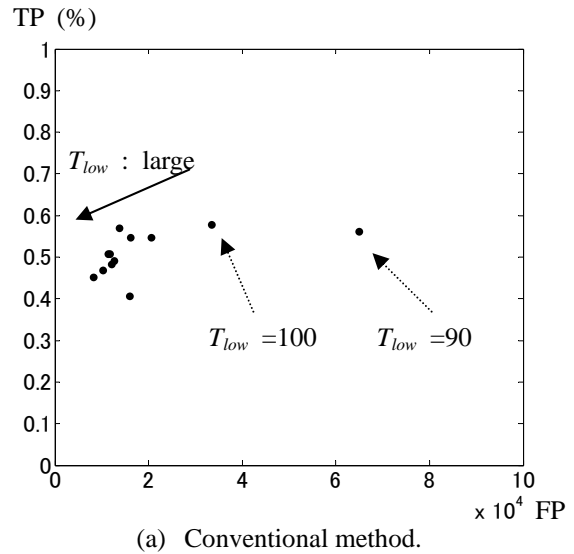 TP (%)
1
0.9
0.8
0.7
0.6
0.5
0.4
0.3
0.2
0.1
0
T_low : large
T_low =100
T_low =90
0 2 4 6 8 10
× 10^4 FP
(a) Conventional method.